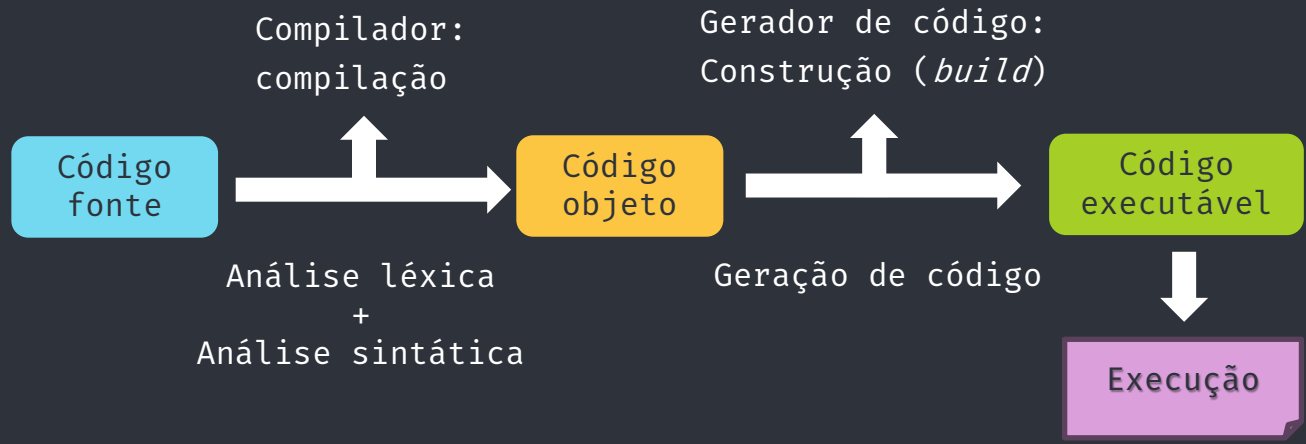 Compilador:
compilação
Gerador de código:
Construção (build)
Código
fonte
Código
objeto
Código
executável
Análise léxica
+
Análise sintática
Geração de código
Execução